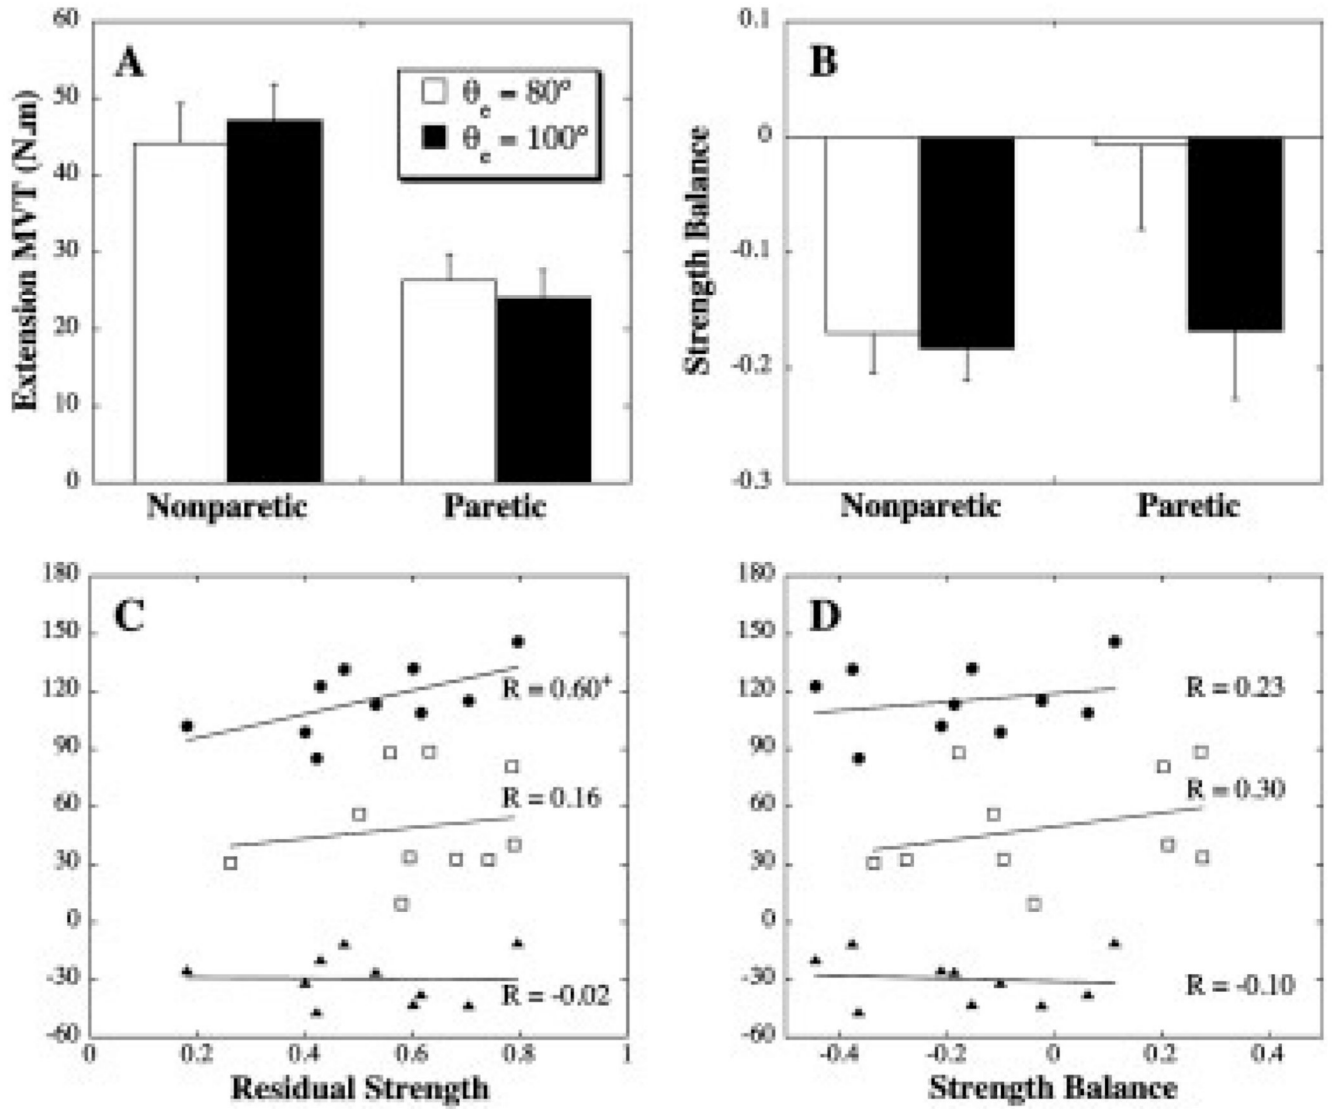 A
θe = 80°
θe = 100°
Extension MVT (N.m)
60
50
40
30
20
10
0
Nonparetic
Paretic
B
Strength Balance
0.1
0
-0.1
-0.2
-0.3
Nonparetic
Paretic
C
180
150
120
90
60
30
0
-30
-60
R = 0.60*
R = 0.16
R = -0.02
0
0.2
0.4
0.6
0.8
1
Residual Strength
D
180
150
120
90
60
30
0
-30
-60
R = 0.23
R = 0.30
R = -0.10
-0.4
-0.2
0
0.2
0.4
Strength Balance